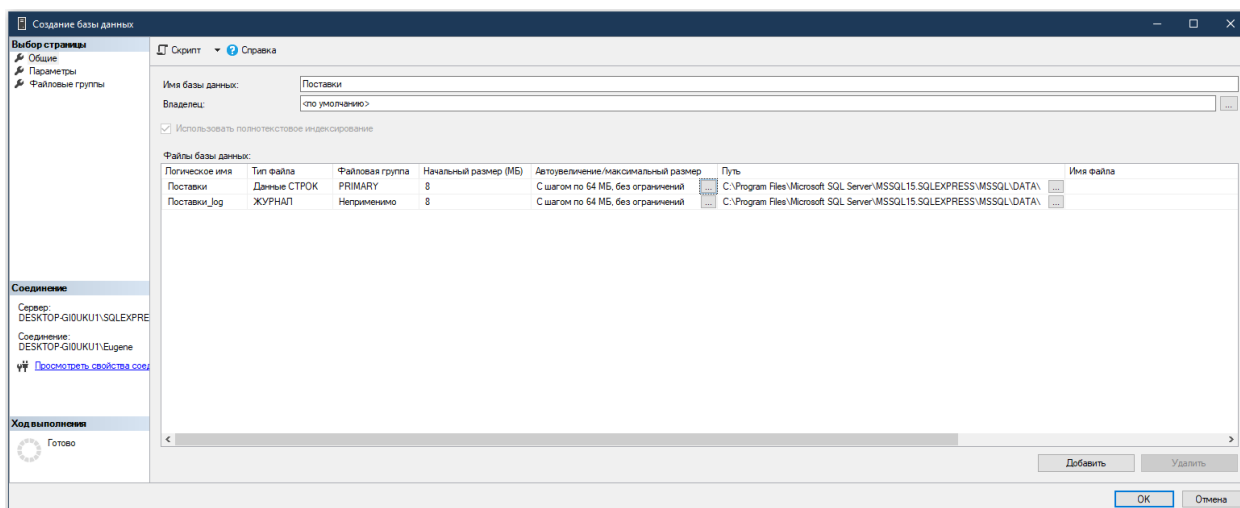 Создание базы данных
Выбор страницы
Общие
Параметры
Файловые группы
Скрипт
Справка
Имя базы данных: Поставки
Владелец: <по умолчанию> ...
Использовать полнотекстовое индексирование
Файлы базы данных:
Логическое имя Тип файла Файловая группа Начальный размер (МБ) Автоувеличение/максимальный размер Путь Имя файла
Поставки Данные СТРОК PRIMARY 8 С шагом по 64 МБ, без ограничений ... C:\Program Files\Microsoft SQL Server\MSSQL15.SQLEXPRESS\MSSQL\DATA\ ...
Поставки_log ЖУРНАЛ Неприменимо 8 С шагом по 64 МБ, без ограничений ... C:\Program Files\Microsoft SQL Server\MSSQL15.SQLEXPRESS\MSSQL\DATA\ ...
Соединение
Сервер:
DESKTOP-GI0UKU1\SQLEXPRE
Соединение:
DESKTOP-GI0UKU1\Eugene
Просмотреть свойства соед
Ход выполнения
Готово
Добавить Удалить
ОК Отмена